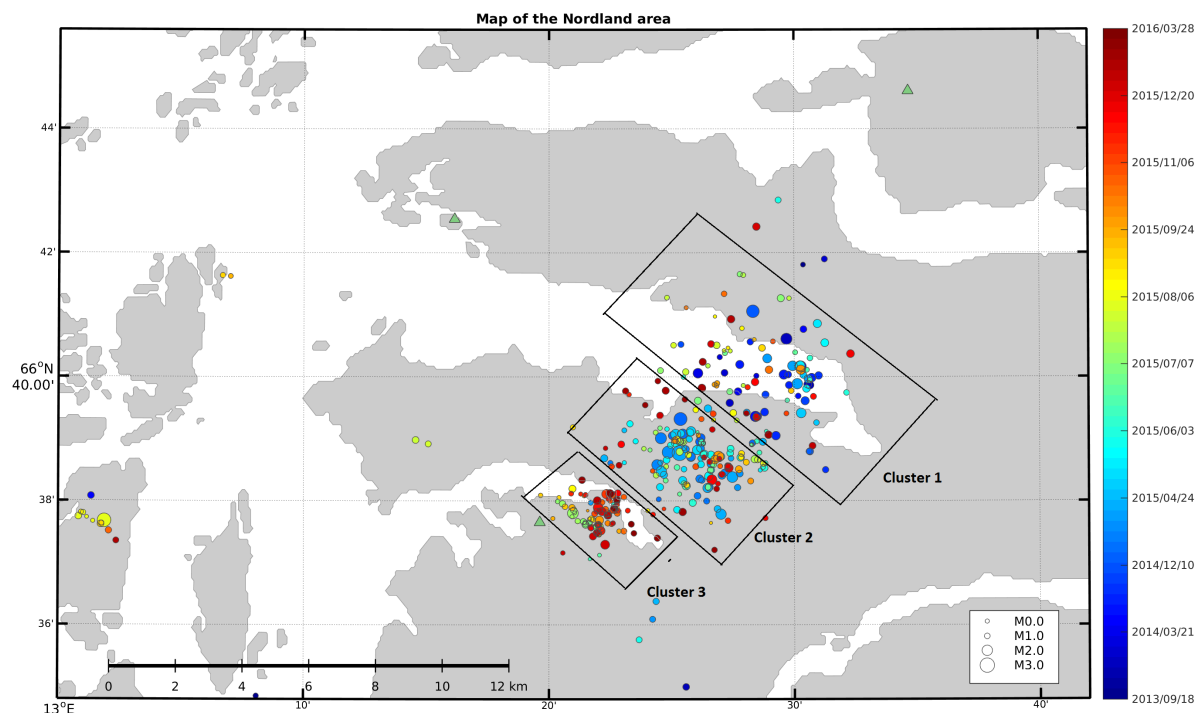 Map of the Nordland area
2016/03/28
2015/12/20
2015/11/06
2015/09/24
2015/08/06
2015/07/07
2015/06/03
2015/04/24
2014/12/10
2014/03/21
2013/09/18
44'
42'
66°N
40.00'
38'
36'
Cluster 1
Cluster 2
Cluster 3
M0.0
M1.0
M2.0
M3.0
0 2 4 6 8 10 12 km
13°E 10' 20' 30' 40'